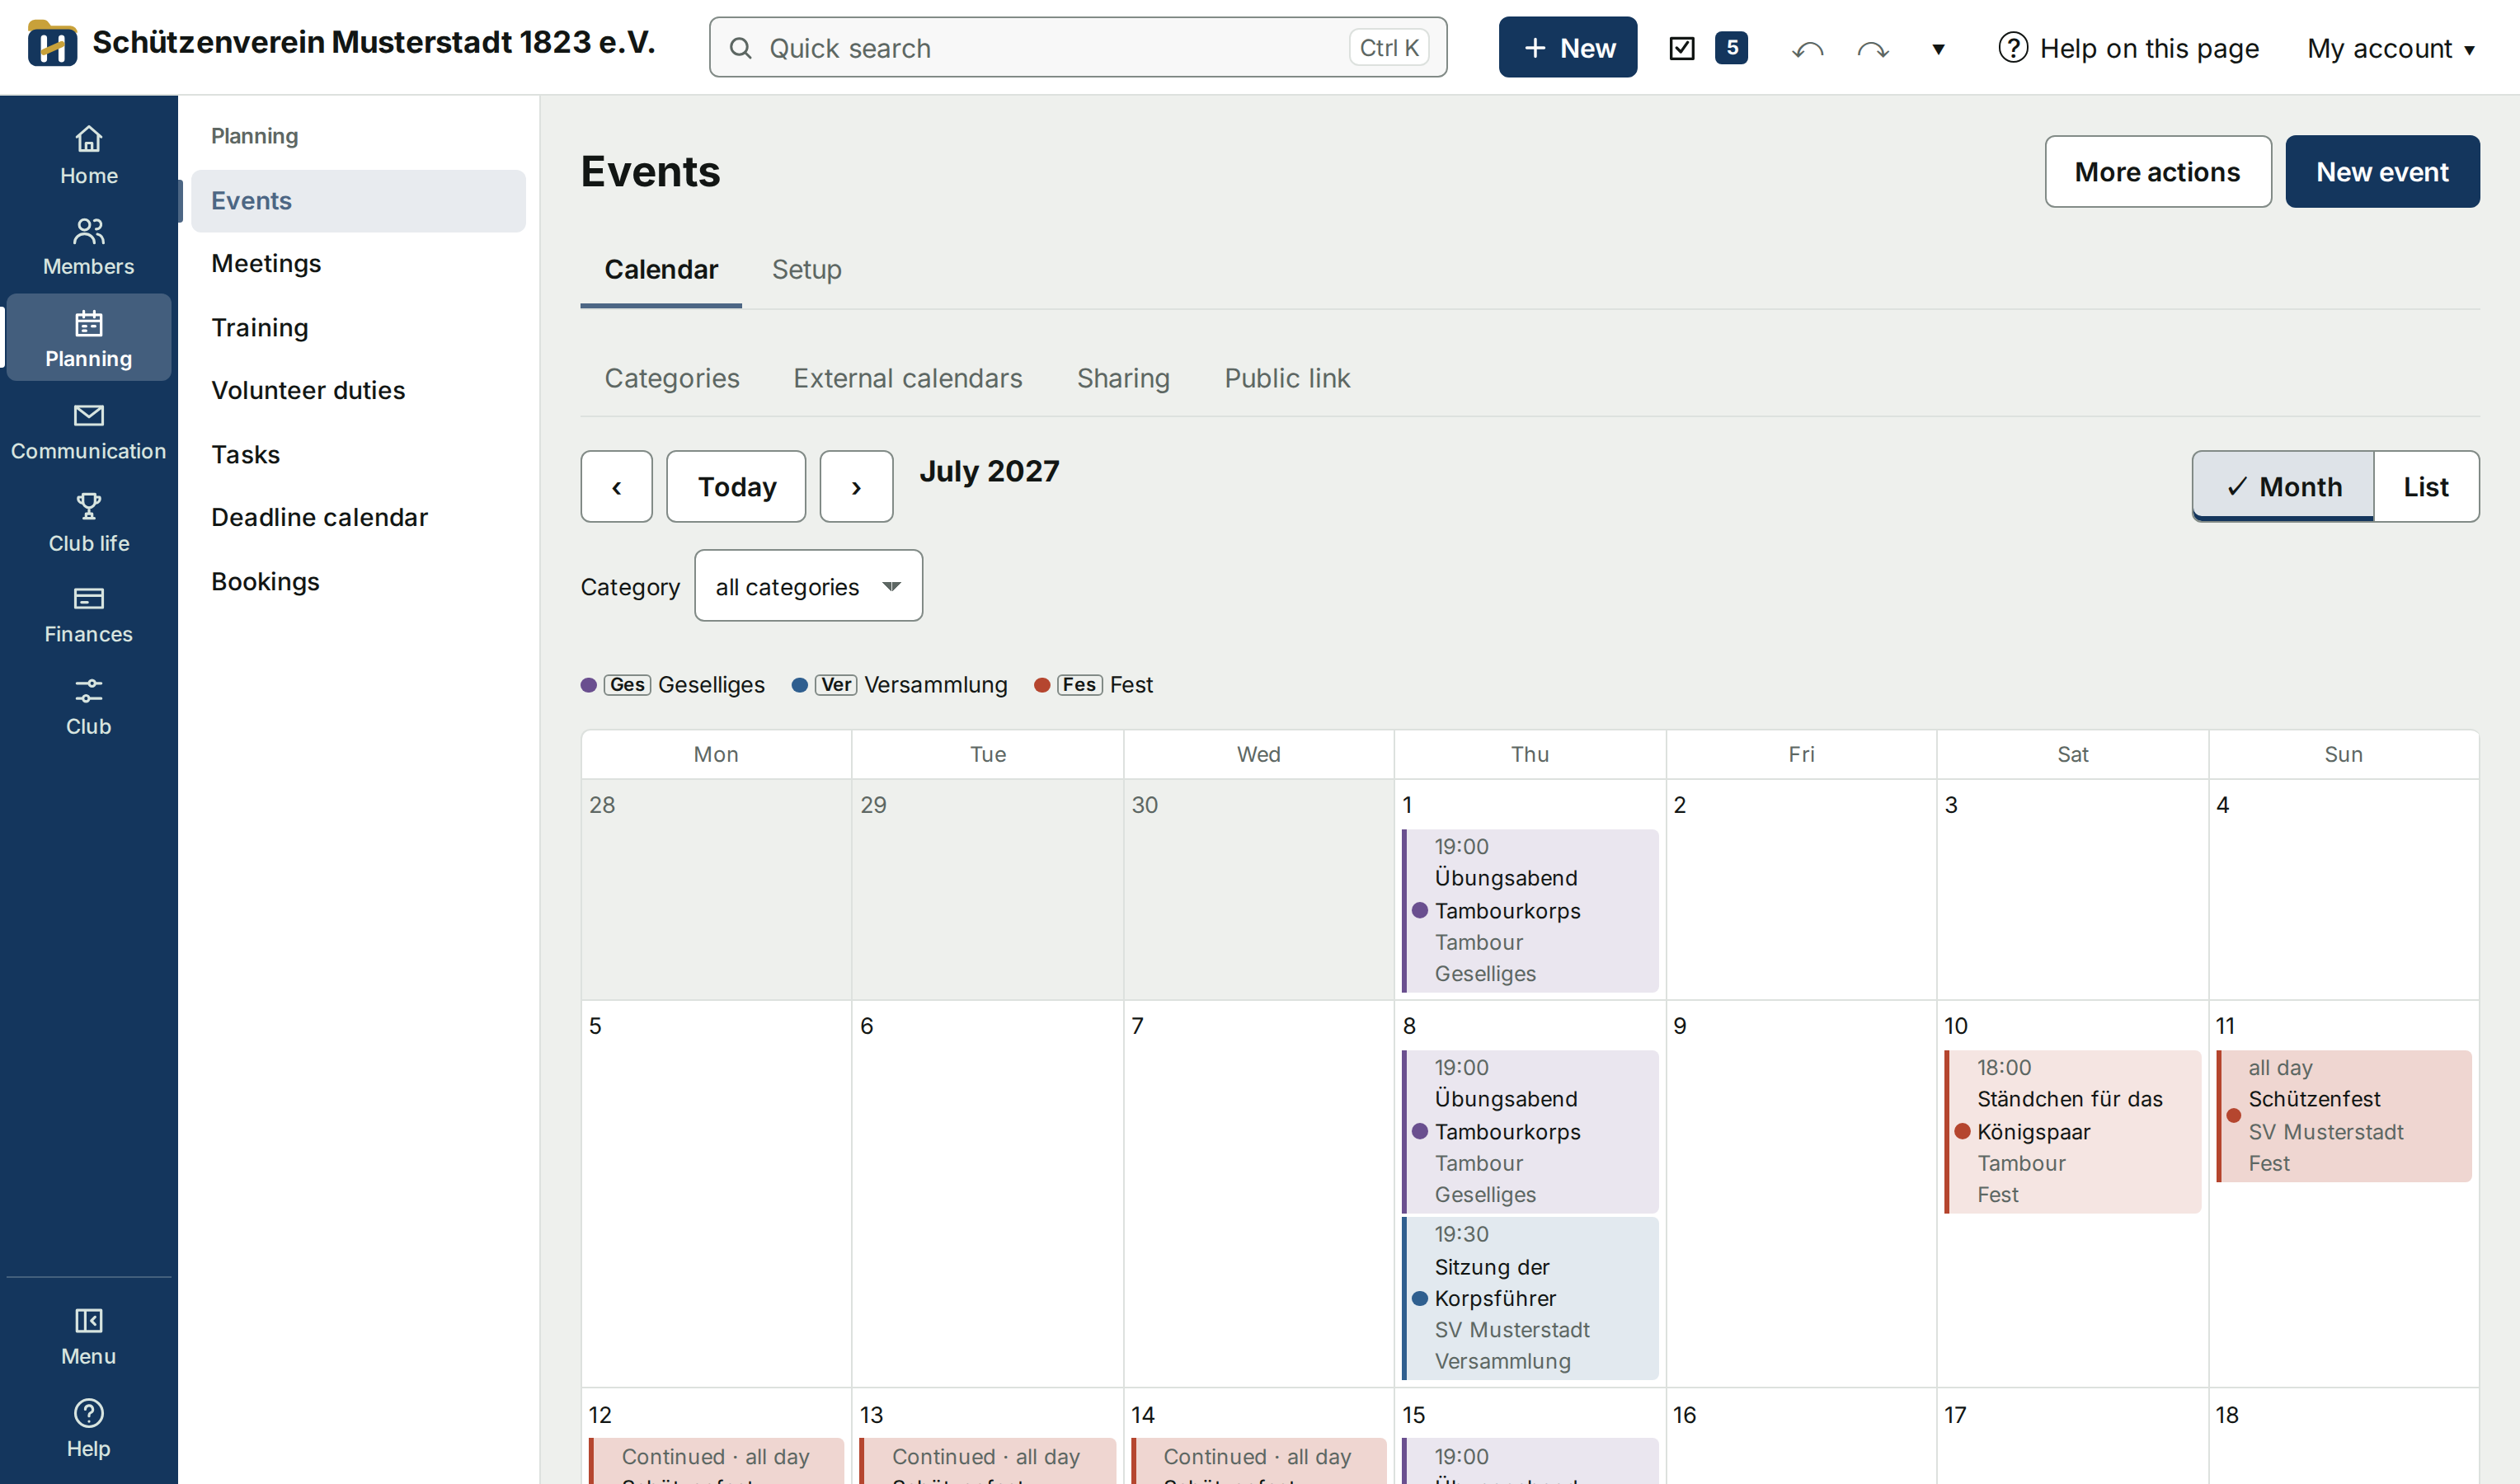 Schützenverein Musterstadt 1823 e.V.
Quick search
Ctrl K
+ New
5
Help on this page
My account
Home
Members
Planning
Communication
Club life
Finances
Club
Menu
Help
Planning
Events
Meetings
Training
Volunteer duties
Tasks
Deadline calendar
Bookings
Events
More actions
New event
Calendar
Setup
Categories
External calendars
Sharing
Public link
‹
Today
›
July 2027
✓ Month
List
Category
all categories
Ges Geselliges
Ver Versammlung
Fes Fest
Mon
Tue
Wed
Thu
Fri
Sat
Sun
28
29
30
1
19:00
Übungsabend
Tambourkorps
Tambour
Geselliges
2
3
4
5
6
7
8
19:00
Übungsabend
Tambourkorps
Tambour
Geselliges
19:30
Sitzung der
Korpsführer
SV Musterstadt
Versammlung
9
10
18:00
Ständchen für das
Königspaar
Tambour
Fest
11
all day
Schützenfest
SV Musterstadt
Fest
12
Continued · all day
13
Continued · all day
14
Continued · all day
15
19:00
16
17
18